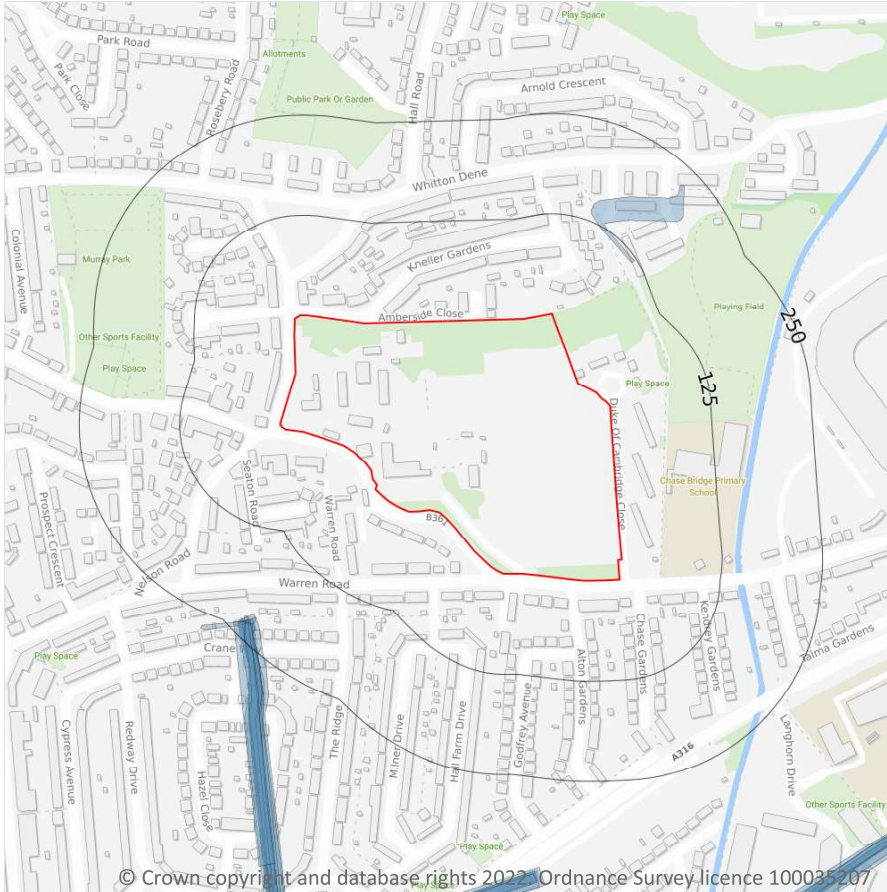 Play Space
Park Road
Allotments
Park Close
Rosebery Road
Hall Road
Arnold Crescent
Public Park Or Garden
Whitton Dene
Colonial Avenue
Kneller Gardens
Murray Park
Playing Field
250
Amberside Close
Other Sports Facility
Play Space
125
Play Space
Duke Of Cambridge Close
Seaton Road
Chase Bridge Primary
School
Prospect Crescent
Warren Road
B361
Nelson Road
Warren Road
Kendrey Gardens
Chase Gardens
Talma Gardens
Crane
Play Space
Alton Gardens
The Ridge
Milner Drive
Hall Farm Drive
Godfrey Avenue
Cypress Avenue
Redway Drive
A316
Langhorn Drive
Hazel Close
Other Sports Facility
Play Space
Play Space
© Crown copyright and database rights 2022. Ordnance Survey licence 100035207